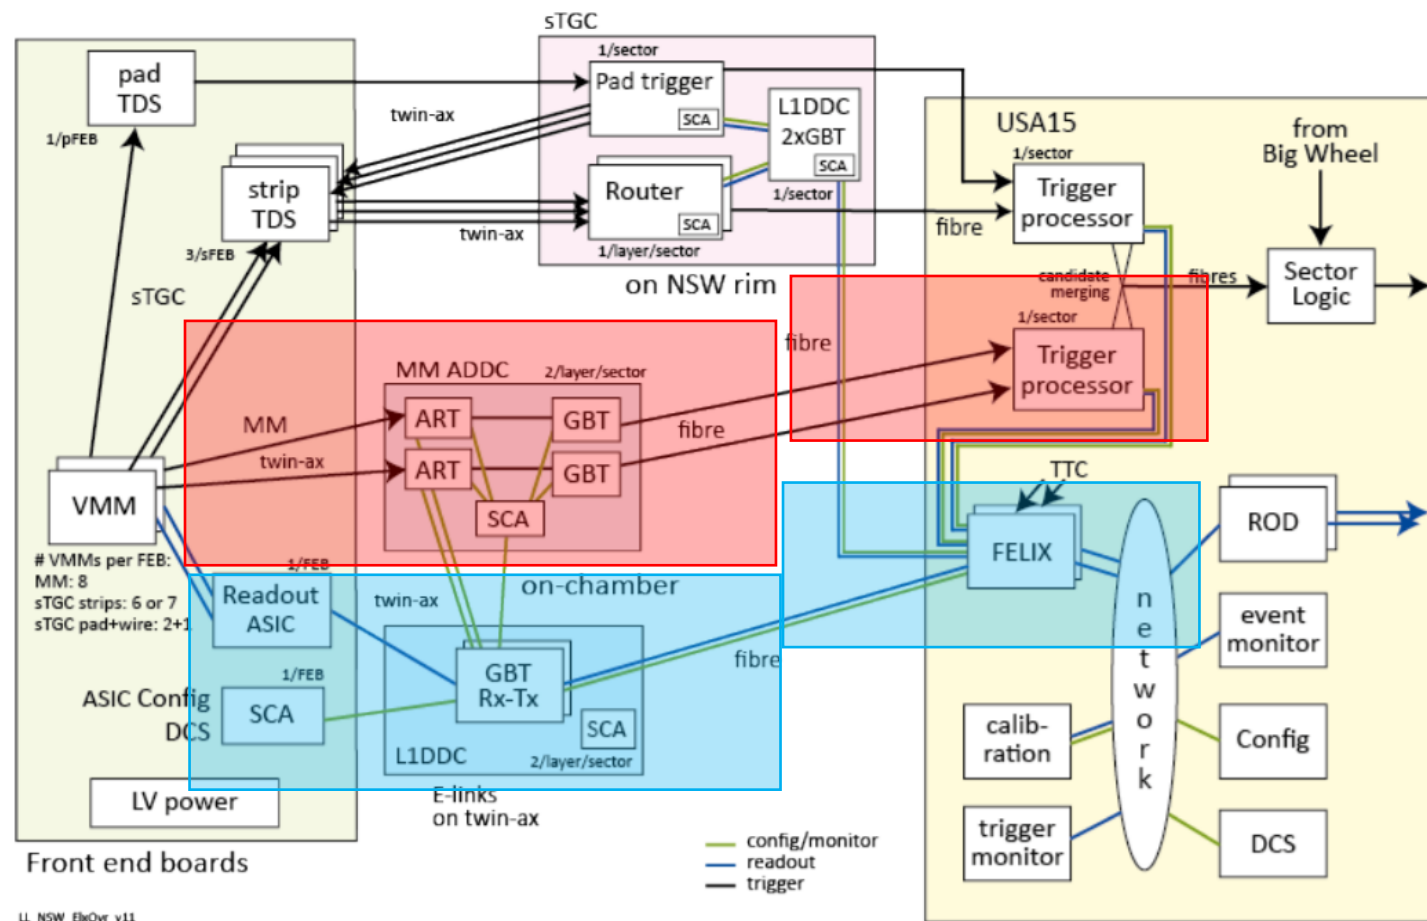 sTGC
1/sector
pad
TDS
Pad trigger
SCA
twin-ax
L1DDC
2xGBT
SCA
1/sector
1/pFEB
strip
TDS
Router
SCA
1/layer/sector
twin-ax
3/sFEB
sTGC
on NSW rim
USA15
1/sector
Trigger
processor
from
Big Wheel
fibre
candidate
merging
fibres
Sector
Logic
1/sector
Trigger
processor
fibre
MM ADDC
2/layer/sector
MM
ART
GBT
fibre
twin-ax
ART
GBT
SCA
VMM
# VMMs per FEB:
MM: 8
sTGC strips: 6 or 7
sTGC pad+wire: 2+1
1/FEB
Readout
ASIC
twin-ax
on-chamber
TTC
FELIX
ROD
network
event
monitor
fibre
GBT
Rx-Tx
1/FEB
ASIC Config
DCS
SCA
SCA
L1DDC
2/layer/sector
calib-
ration
Config
LV power
E-links
on twin-ax
trigger
monitor
DCS
config/monitor
readout
trigger
Front end boards
LL_NSW_ElxOvr_v11